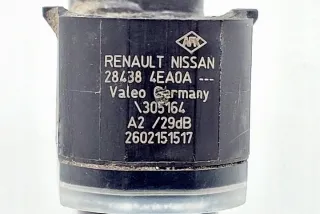 RENAULT NISSAN
28438 4EA0A ---
Valeo Germany
\305164
A2 /29dB
2602151517